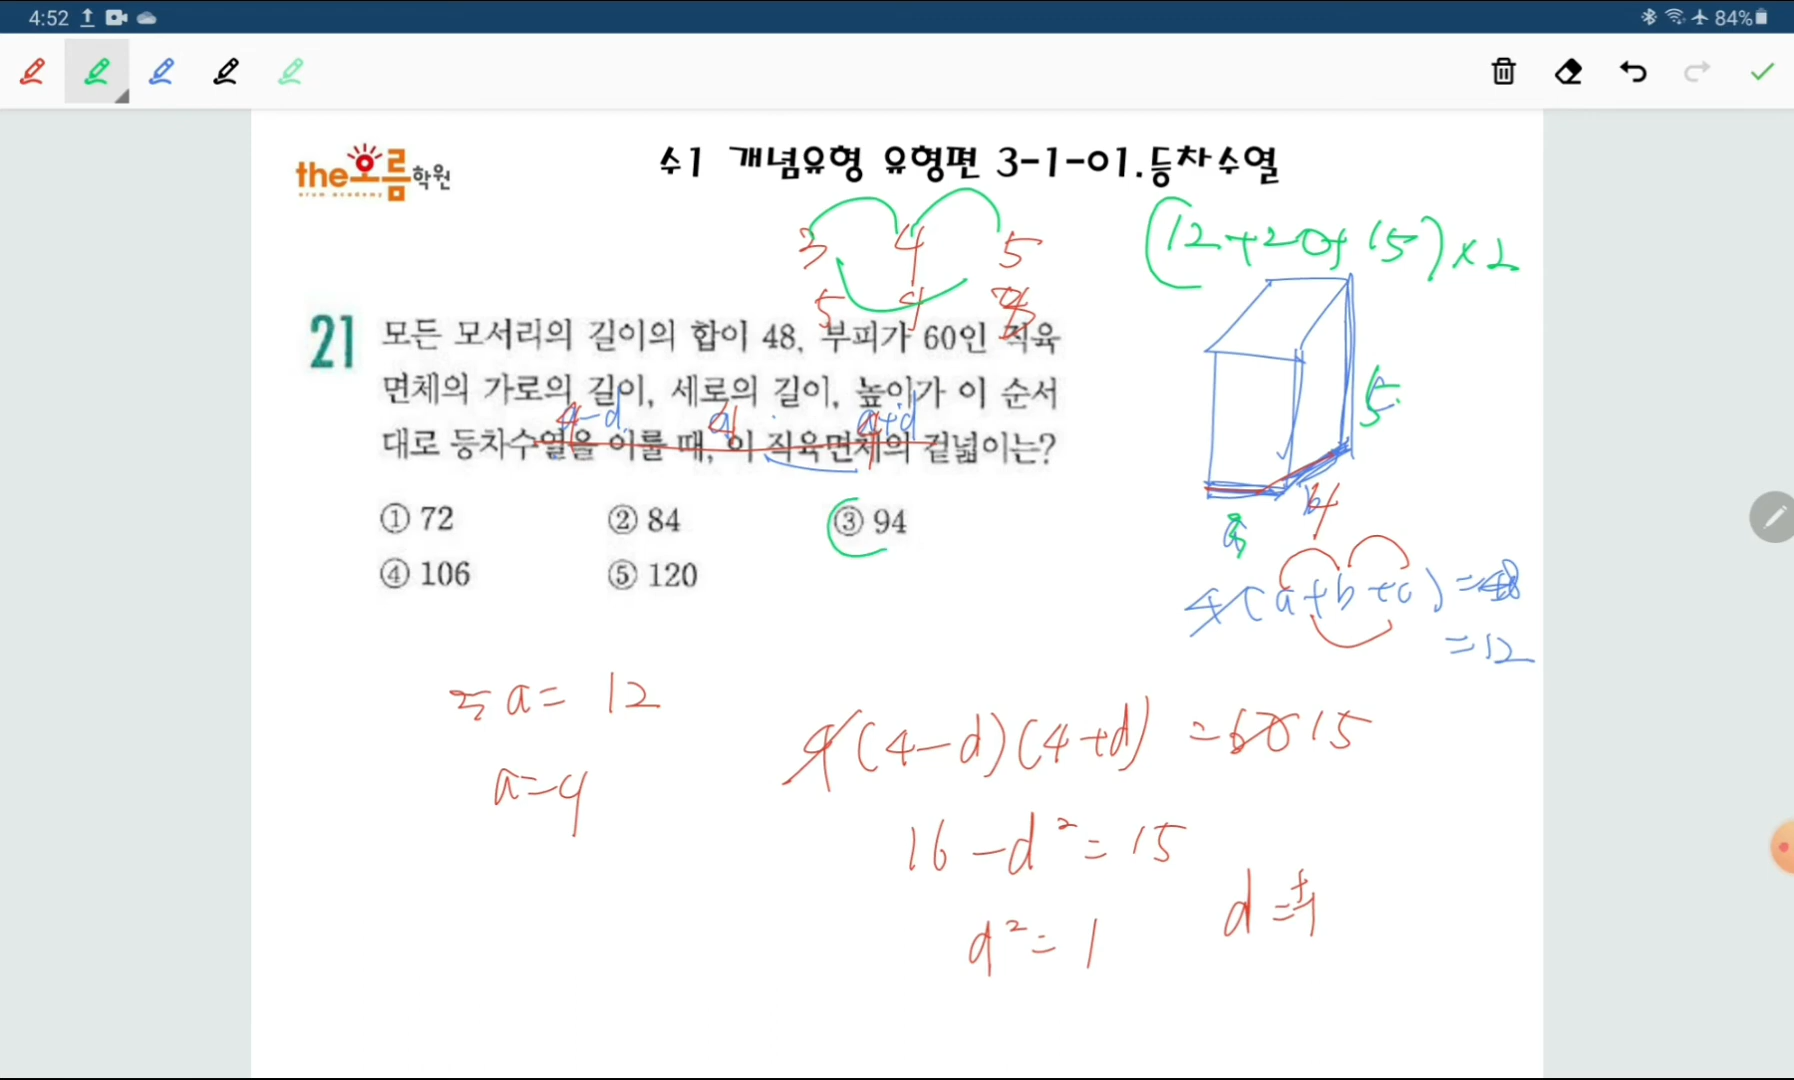 4:52
84%
the오름학원
수1 개념유형 유형편 3-1-01.등차수열
3 4 5
5 4
(12+20+15)×2
21 모든 모서리의 길이의 합이 48, 부피가 60인 직육
면체의 가로의 길이, 세로의 길이, 높이가 이 순서
a-d a a+d
대로 등차수열을 이룰 때, 이 직육면체의 겉넓이는?
① 72 ② 84 ③ 94
④ 106 ⑤ 120
5
4
4(a+b+c)=48
=12
3a=12
a=4
4(4-d)(4+d)=60 15
16-d²=15
d²=1
d=±1